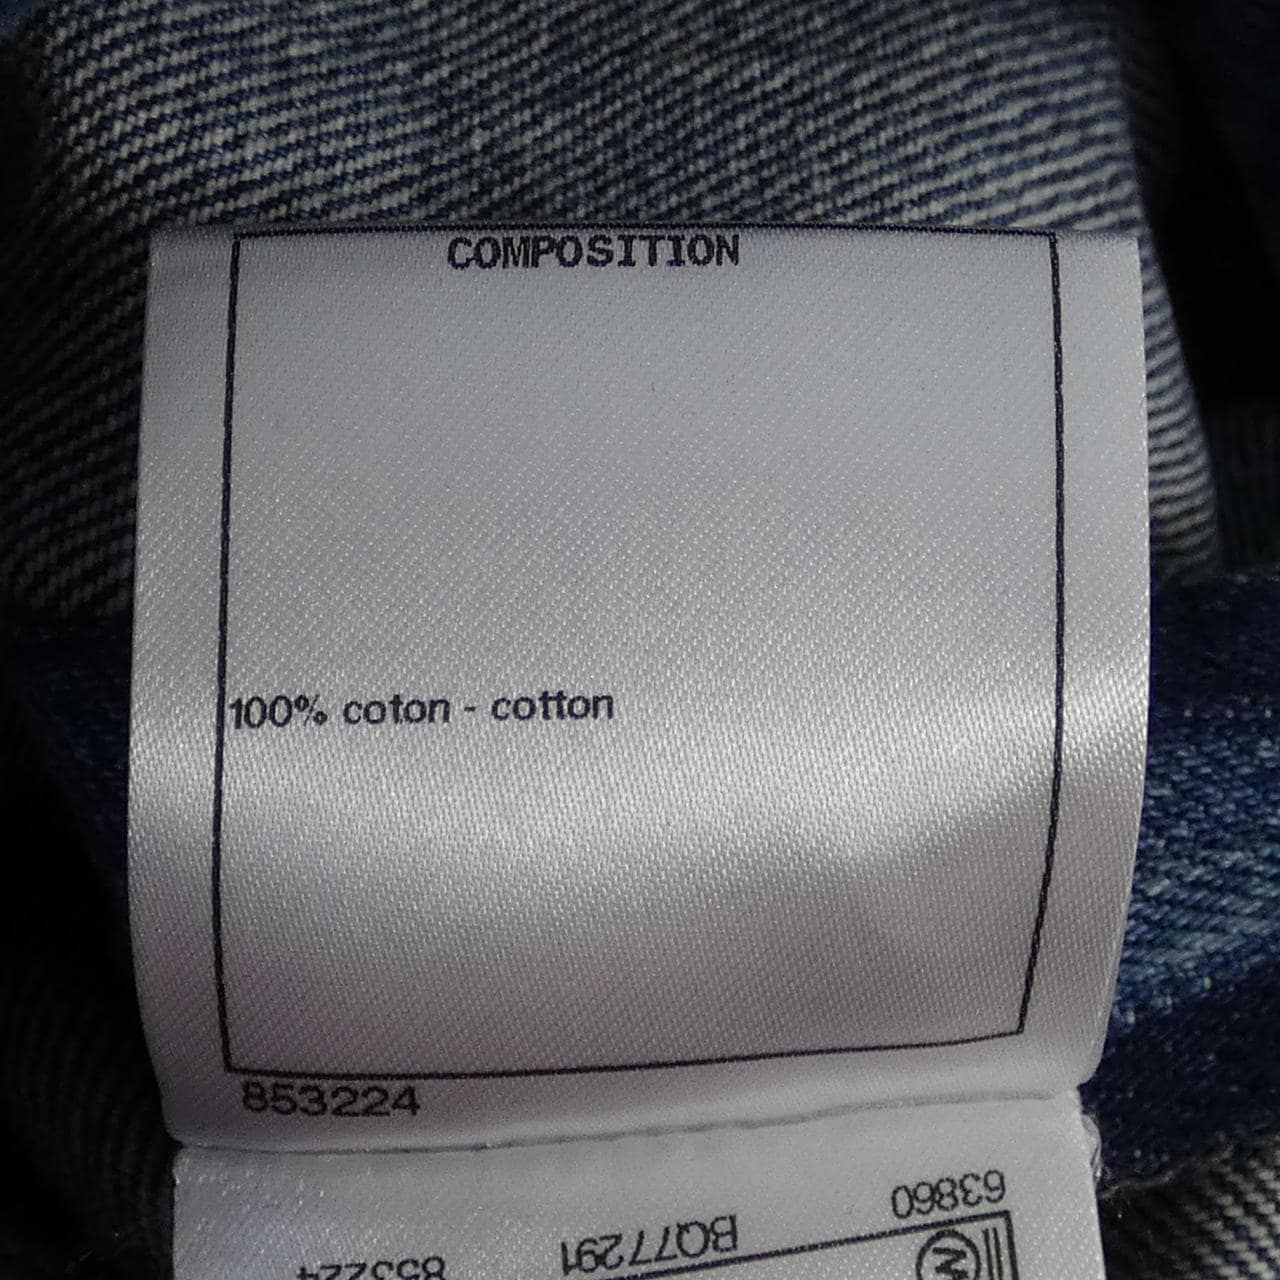 COMPOSITION
100% coton - cotton
853224
63860
BQ77291
853224
W